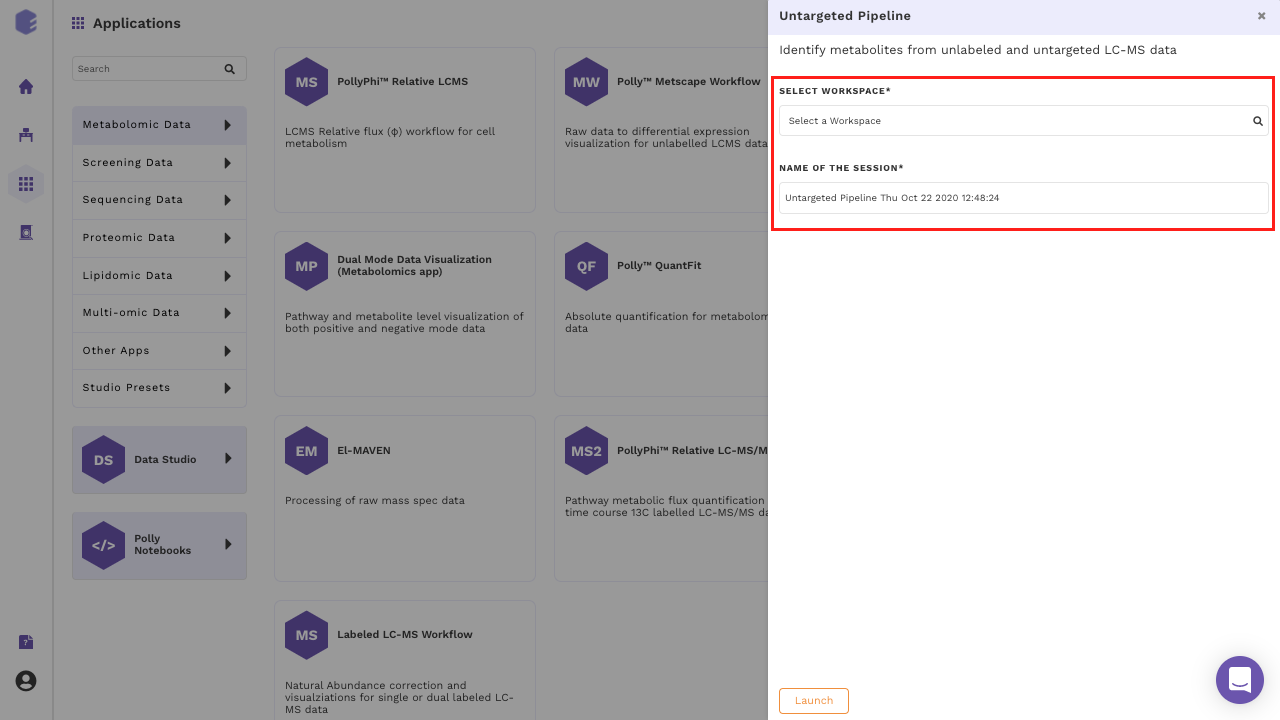 Applications
Search
Metabolomic Data
Screening Data
Sequencing Data
Proteomic Data
Lipidomic Data
Multi-omic Data
Other Apps
Studio Presets
DS
Data Studio
</>
Polly
Notebooks
?
MS
PollyPhi™ Relative LCMS
LCMS Relative flux (ϕ) workflow for cell
metabolism
MW
Polly™ Metscape Workflow
Raw data to differential expression
visualization for unlabelled LCMS data
MP
Dual Mode Data Visualization
(Metabolomics app)
Pathway and metabolite level visualization of
both positive and negative mode data
QF
Polly™ QuantFit
Absolute quantification for metabolom
data
EM
El-MAVEN
Processing of raw mass spec data
MS2
PollyPhi™ Relative LC-MS/M
Pathway metabolic flux quantification
time course 13C labelled LC-MS/MS da
MS
Labeled LC-MS Workflow
Natural Abundance correction and
visualziations for single or dual labeled LC-
MS data
Untargeted Pipeline
×
Identify metabolites from unlabeled and untargeted LC-MS data
SELECT WORKSPACE*
Select a Workspace
NAME OF THE SESSION*
Untargeted Pipeline Thu Oct 22 2020 12:48:24
Launch